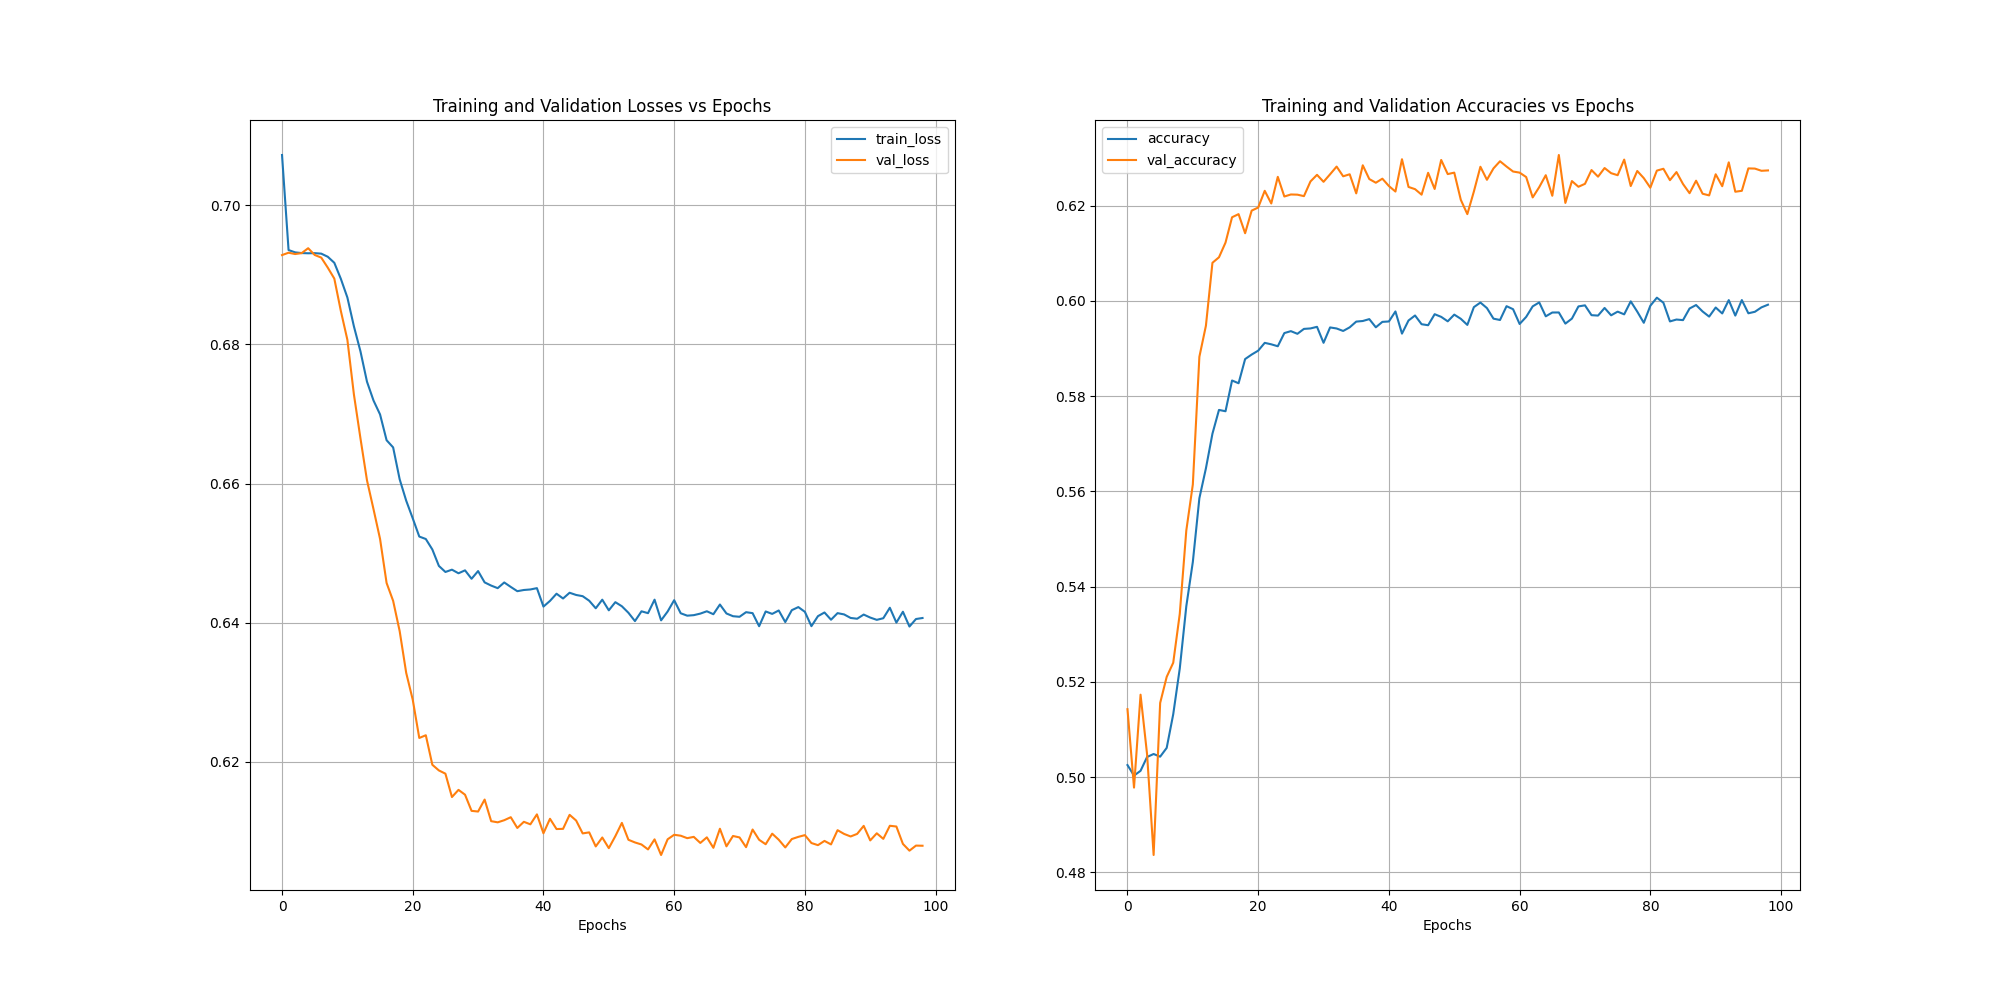 Training and Validation Losses vs Epochs
train_loss
val_loss
0.70
0.68
0.66
0.64
0.62
0 20 40 60 80 100
Epochs
Training and Validation Accuracies vs Epochs
accuracy
val_accuracy
0.62
0.60
0.58
0.56
0.54
0.52
0.50
0.48
0 20 40 60 80 100
Epochs